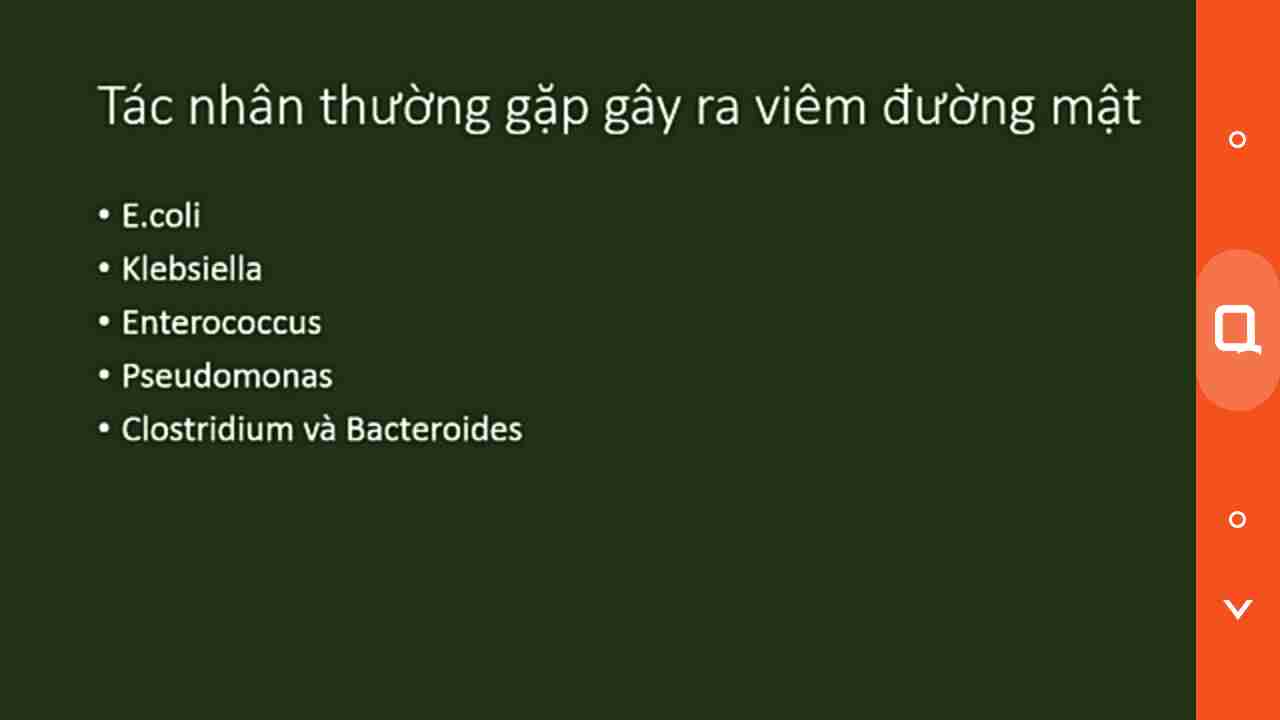 Tác nhân thường gặp gây ra viêm đường mật
• E.coli
• Klebsiella
• Enterococcus
• Pseudomonas
• Clostridium và Bacteroides